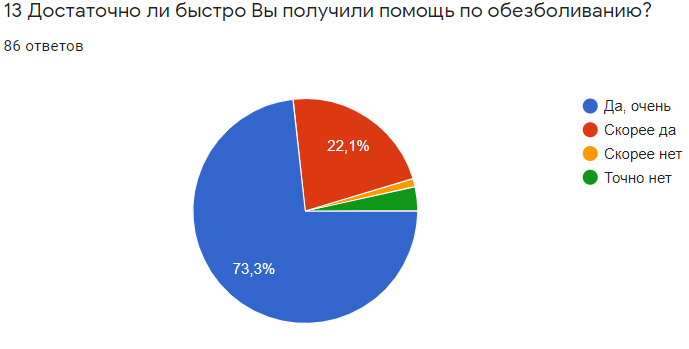 13 Достаточно ли быстро Вы получили помощь по обезболиванию?
86 ответов
Да, очень
Скорее да
Скорее нет
Точно нет
22,1%
73,3%